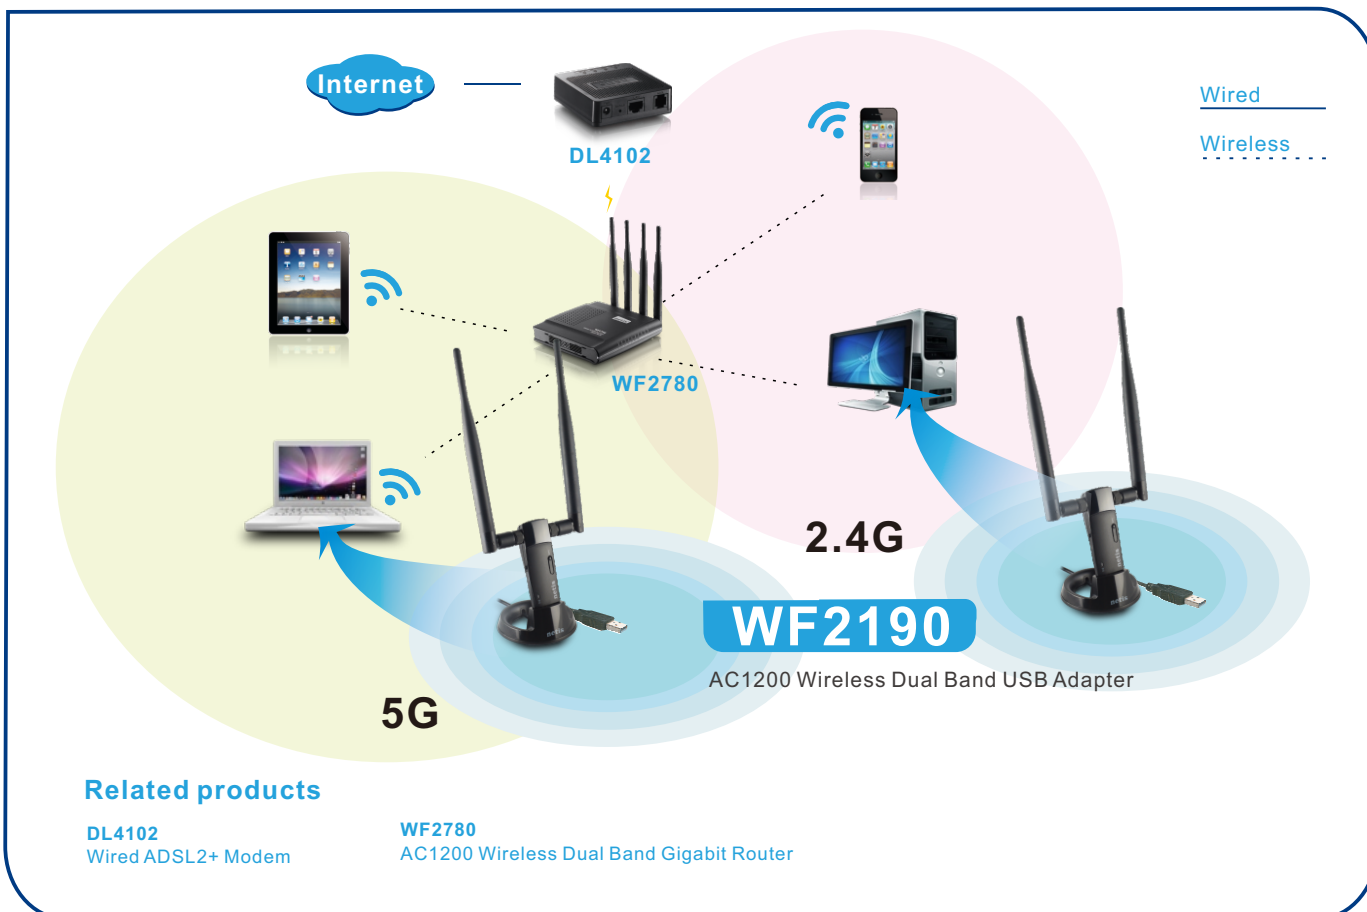 Internet
DL4102
Wired
Wireless
WF2780
2.4G
WF2190
AC1200 Wireless Dual Band USB Adapter
5G
Related products
DL4102
Wired ADSL2+ Modem
WF2780
AC1200 Wireless Dual Band Gigabit Router